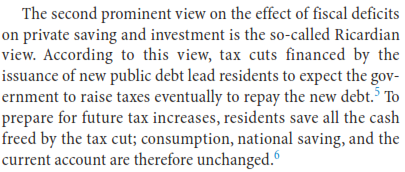 The second prominent view on the effect of fiscal deficits
on private saving and investment is the so-called Ricardian
view. According to this view, tax cuts financed by the
issuance of new public debt lead residents to expect the gov-
ernment to raise taxes eventually to repay the new debt.5 To
prepare for future tax increases, residents save all the cash
freed by the tax cut; consumption, national saving, and the
current account are therefore unchanged.6